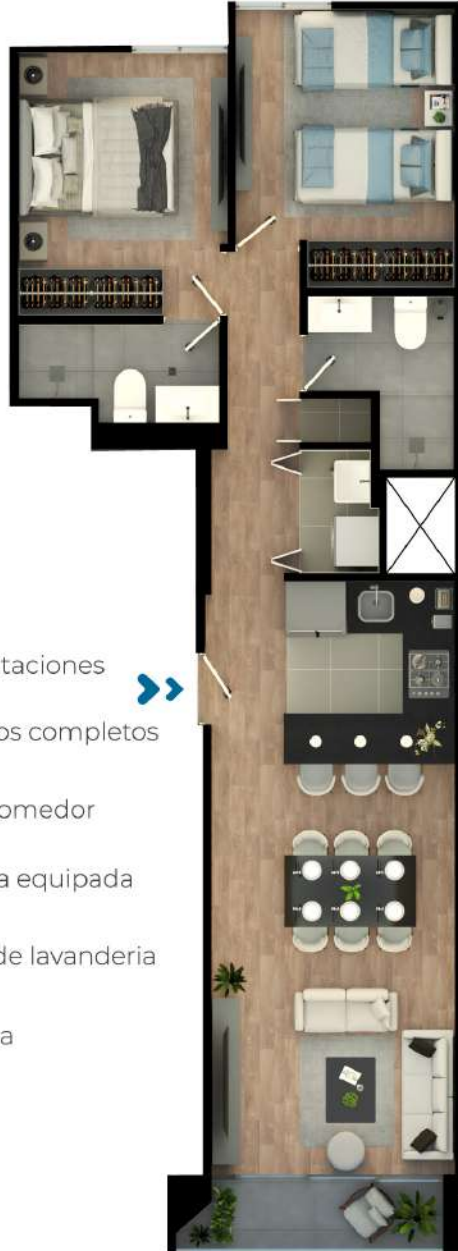 taciones
os completos
omedor
a equipada
de lavanderia
a